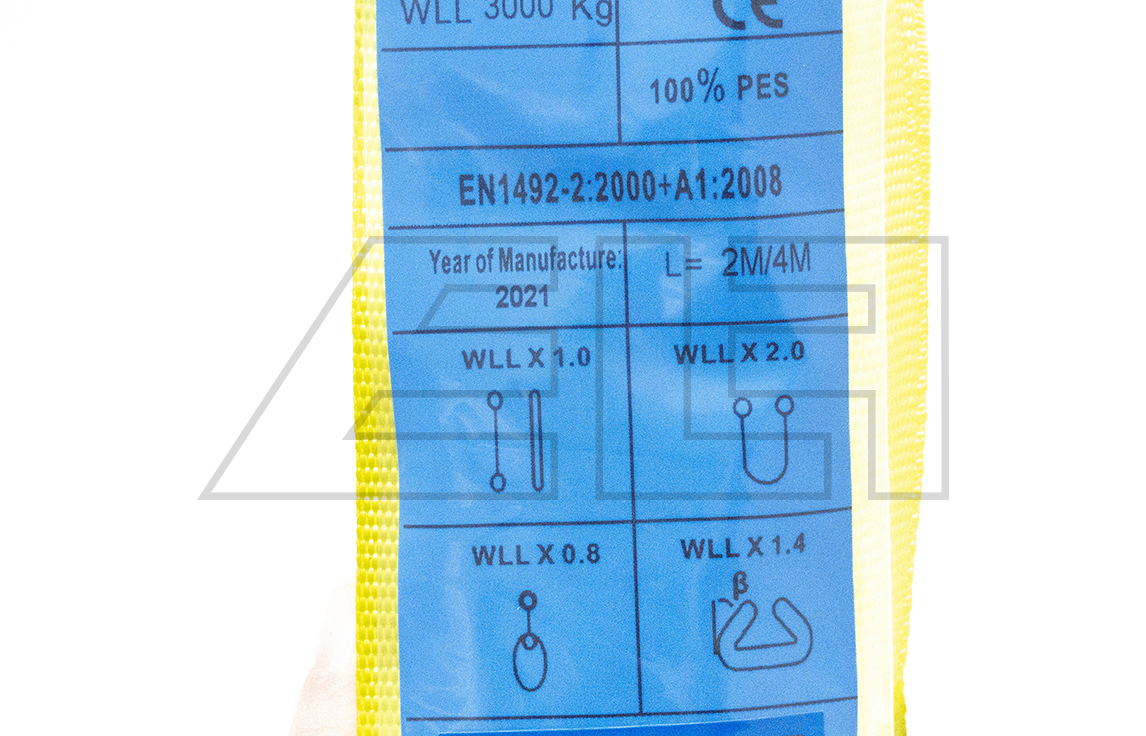 WLL 3000 Kg
CE
100% PES
EN1492-2:2000+A1:2008
Year of Manufacture:
2021
L= 2M/4M
WLL X 1.0
WLL X 2.0
WLL X 0.8
WLL X 1.4
β